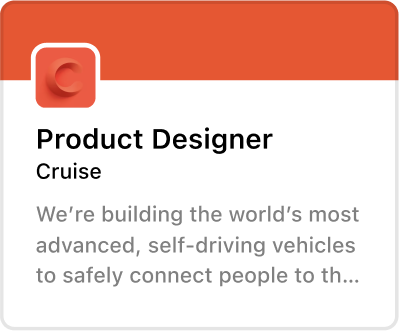 C
Product Designer
Cruise
We’re building the world’s most
advanced, self-driving vehicles
to safely connect people to th...